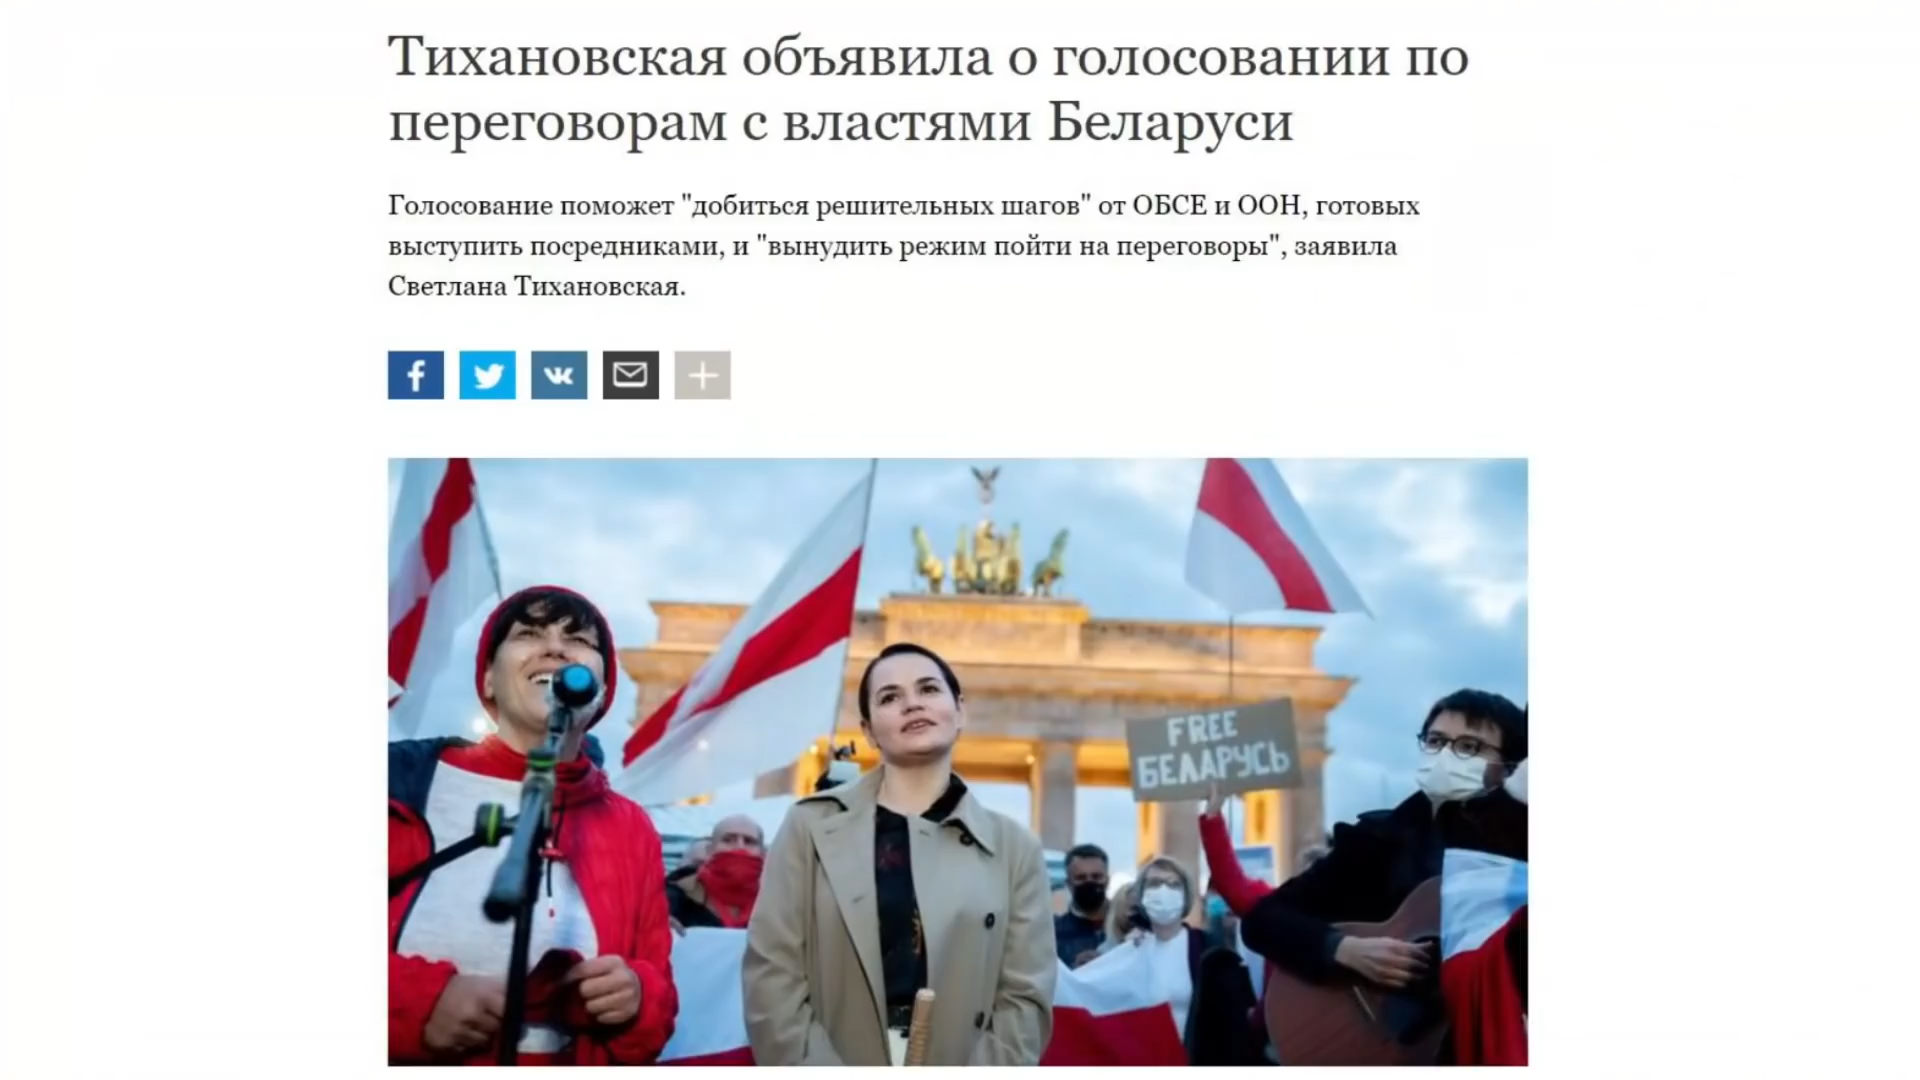 Тихановская объявила о голосовании по
переговорам с властями Беларуси
Голосование поможет "добиться решительных шагов" от ОБСЕ и ООН, готовых
выступить посредниками, и "вынудить режим пойти на переговоры", заявила
Светлана Тихановская.
FREE
БЕЛАРУСЬ